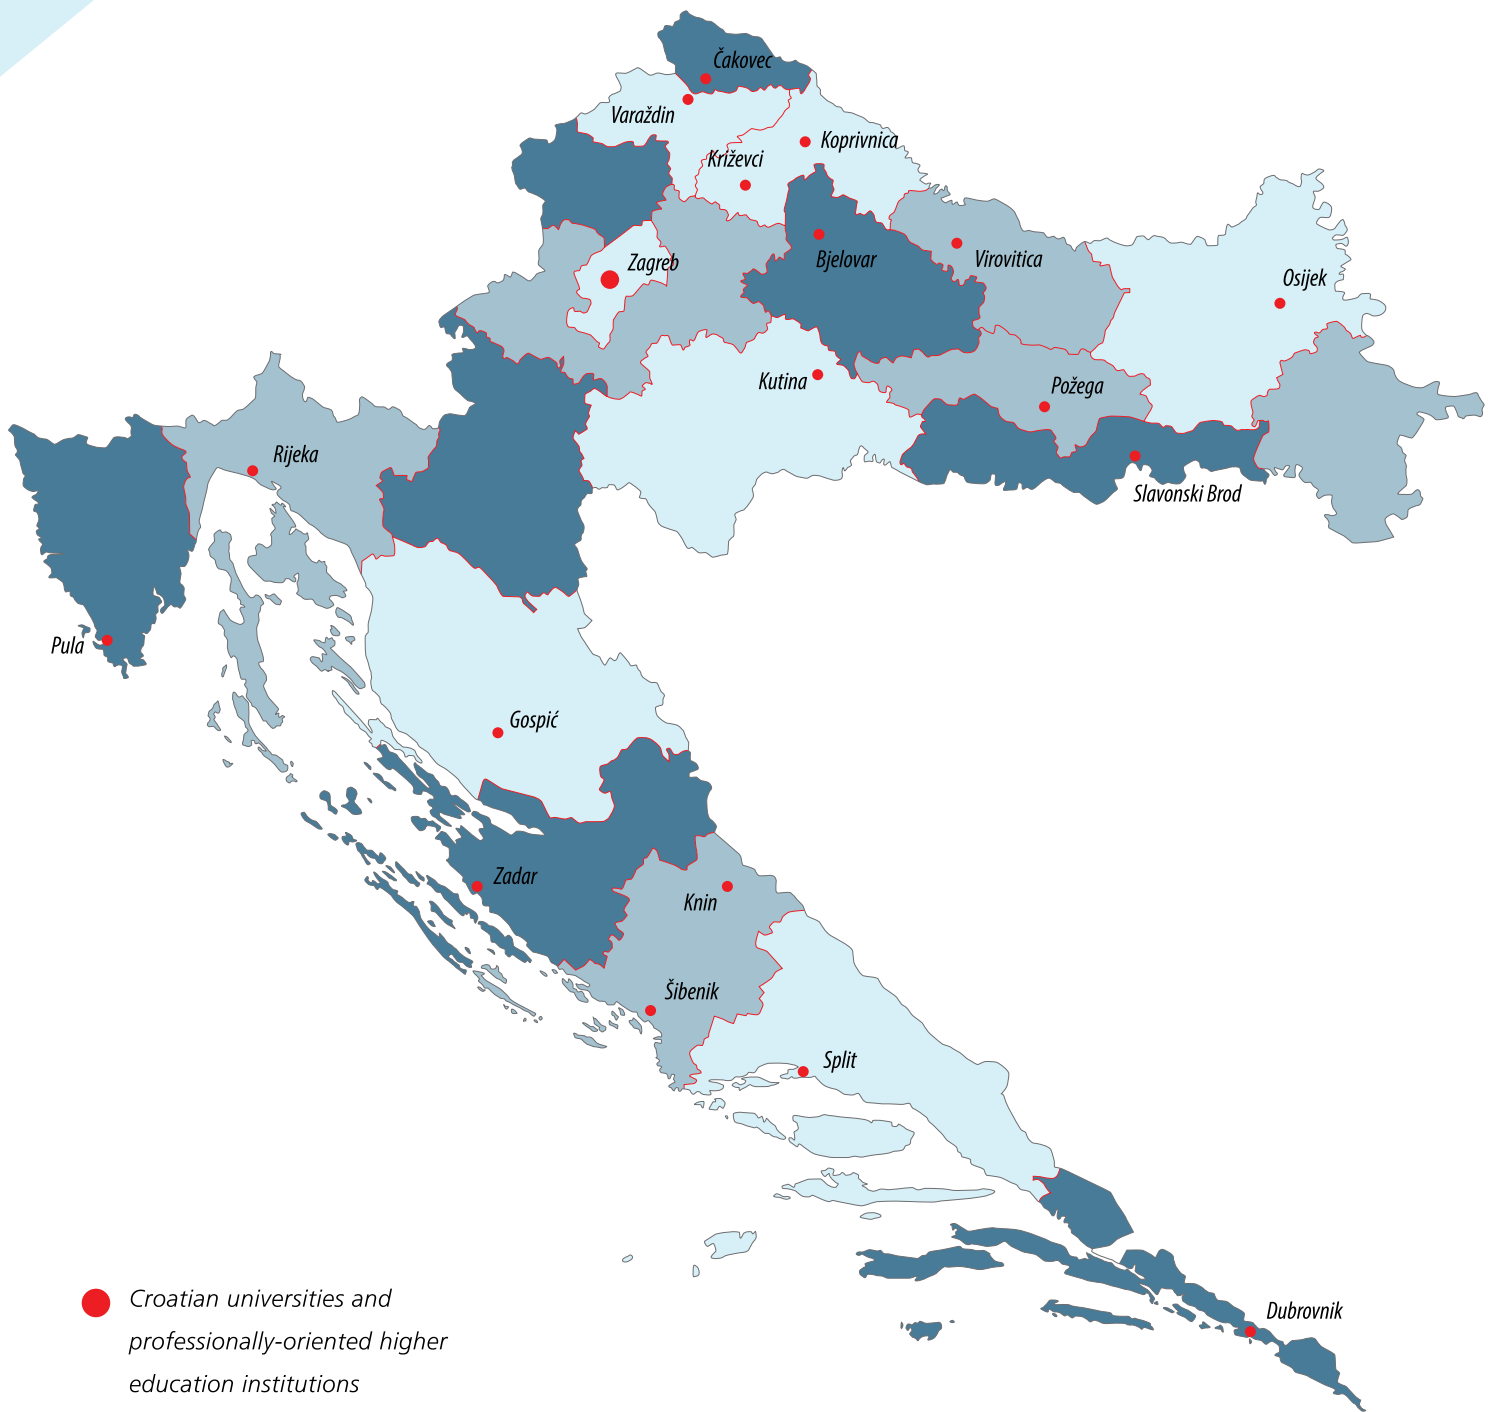 Čakovec
Varaždin
Koprivnica
Križevci
Zagreb
Bjelovar
Virovitica
Osijek
Kutina
Požega
Rijeka
Slavonski Brod
Pula
Gospić
Zadar
Knin
Šibenik
Split
Dubrovnik
Croatian universities and
professionally-oriented higher
education institutions